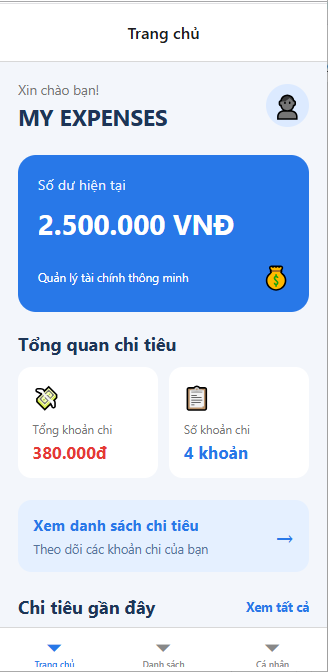 Trang chủ
Xin chào bạn!
MY EXPENSES
Số dư hiện tại
2.500.000 VNĐ
Quản lý tài chính thông minh
Tổng quan chi tiêu
Tổng khoản chi
380.000đ
Số khoản chi
4 khoản
Xem danh sách chi tiêu
Theo dõi các khoản chi của bạn
→
Chi tiêu gần đây
Xem tất cả
Trang chủ
Danh sách
Cá nhân